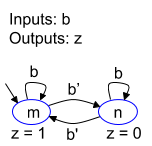 Inputs: b
Outputs: z
b b' b
m n
z = 1 b' z = 0